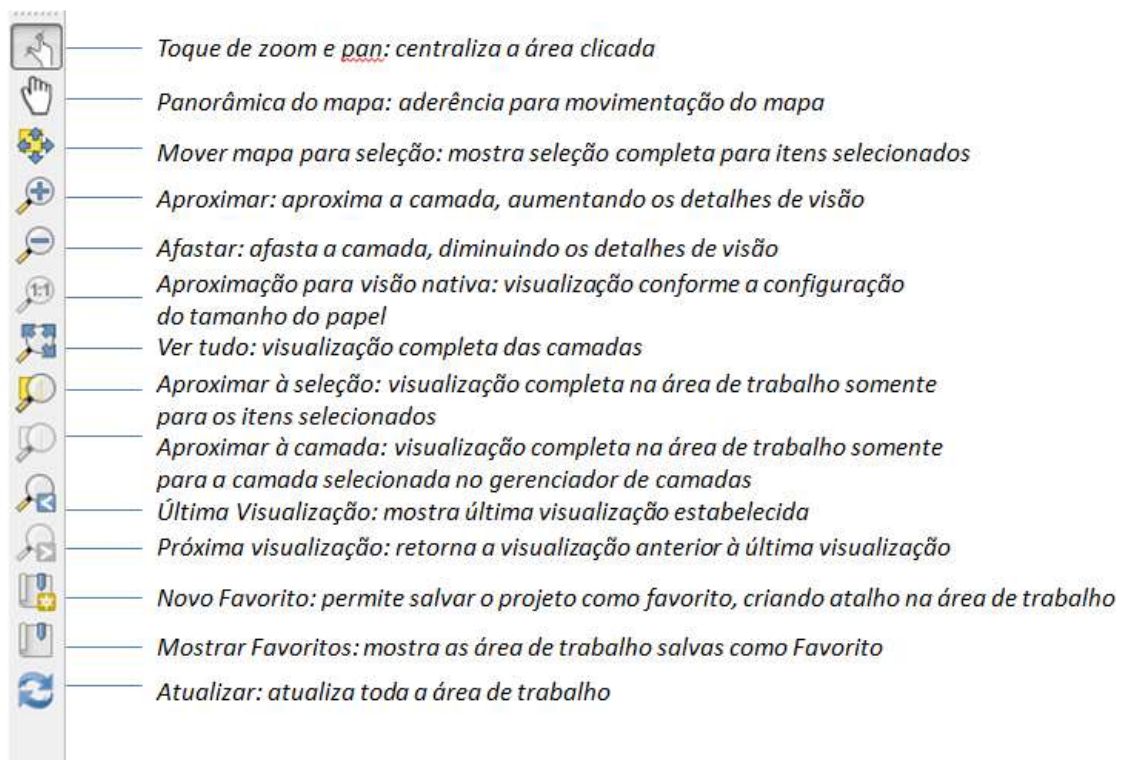 Toque de zoom e pan: centraliza a área clicada
Panorâmica do mapa: aderência para movimentação do mapa
Mover mapa para seleção: mostra seleção completa para itens selecionados
Aproximar: aproxima a camada, aumentando os detalhes de visão
Afastar: afasta a camada, diminuindo os detalhes de visão
1:1
Aproximação para visão nativa: visualização conforme a configuração
do tamanho do papel
Ver tudo: visualização completa das camadas
Aproximar à seleção: visualização completa na área de trabalho somente
para os itens selecionados
Aproximar à camada: visualização completa na área de trabalho somente
para a camada selecionada no gerenciador de camadas
Última Visualização: mostra última visualização estabelecida
Próxima visualização: retorna a visualização anterior à última visualização
Novo Favorito: permite salvar o projeto como favorito, criando atalho na área de trabalho
Mostrar Favoritos: mostra as área de trabalho salvas como Favorito
Atualizar: atualiza toda a área de trabalho